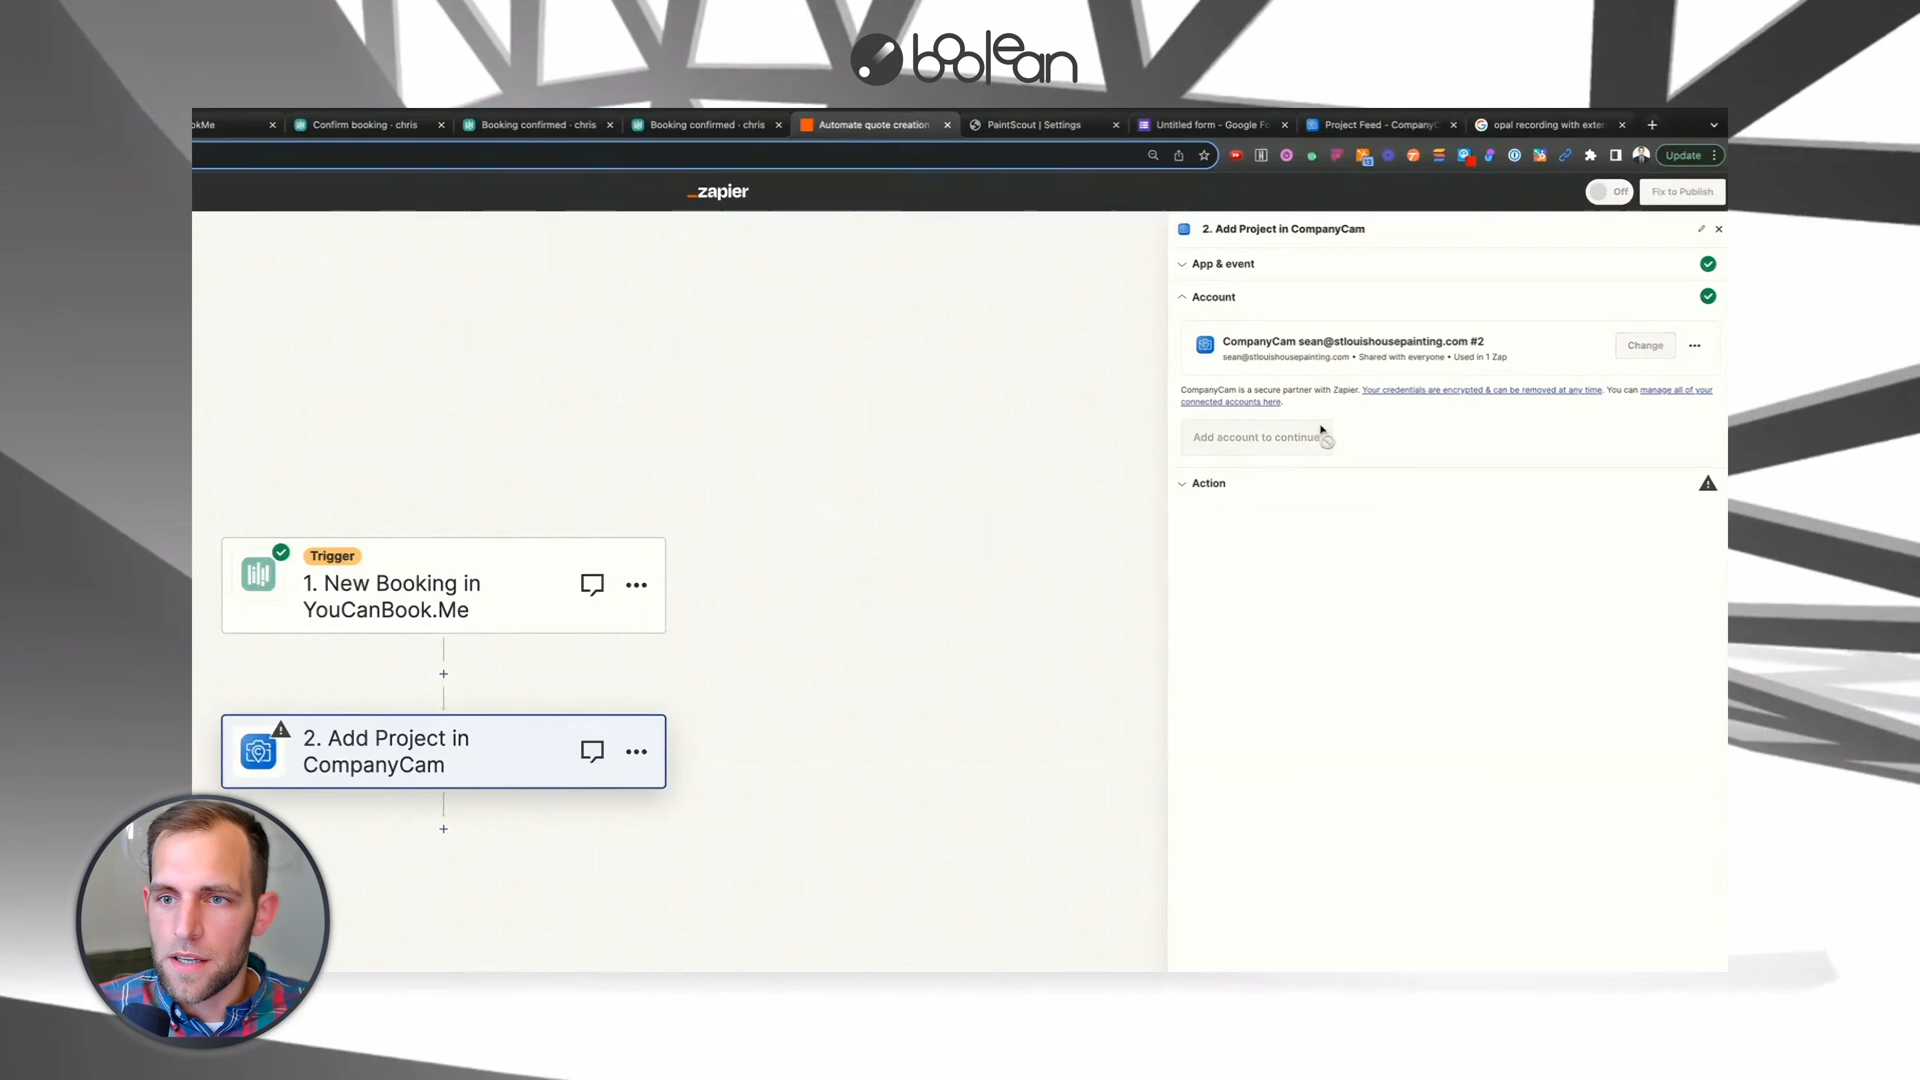 boolean
okMe
Confirm booking - chris
Booking confirmed - chris
Booking confirmed - chris
Automate quote creation
PaintScout | Settings
Untitled form - Google Fo
Project Feed - CompanyC
opal recording with exter
Update
zapier
Off
Fix to Publish
2. Add Project in CompanyCam
App & event
Account
CompanyCam sean@stlouishousepainting.com #2
sean@stlouishousepainting.com • Shared with everyone • Used in 1 Zap
Change
CompanyCam is a secure partner with Zapier. Your credentials are encrypted & can be removed at any time. You can manage all of your
connected accounts here.
Add account to continue
Action
Trigger
1. New Booking in
YouCanBook.Me
2. Add Project in
CompanyCam